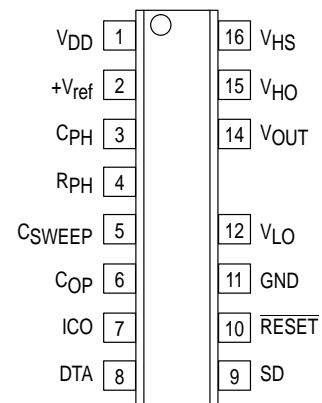 VDD 1 16 VHS
+Vref 2 15 VHO
CPH 3 14 VOUT
RPH 4
CSWEEP 5 12 VLO
COP 6 11 GND
ICO 7 10 RESET
DTA 8 9 SD